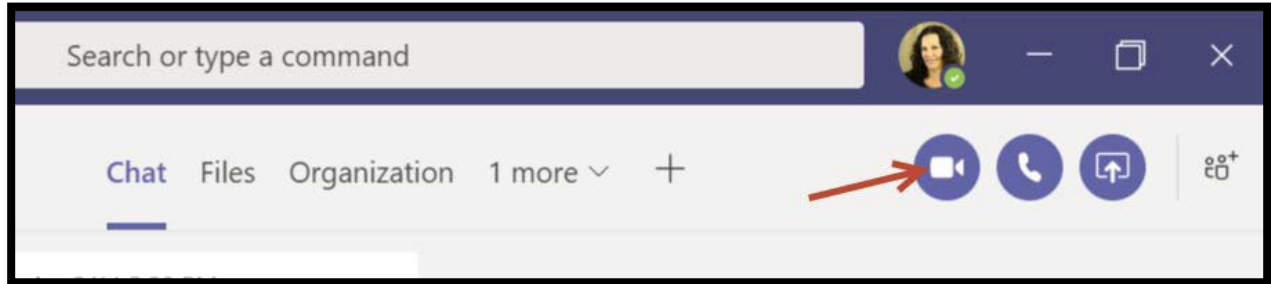 Search or type a command
Chat Files Organization 1 more